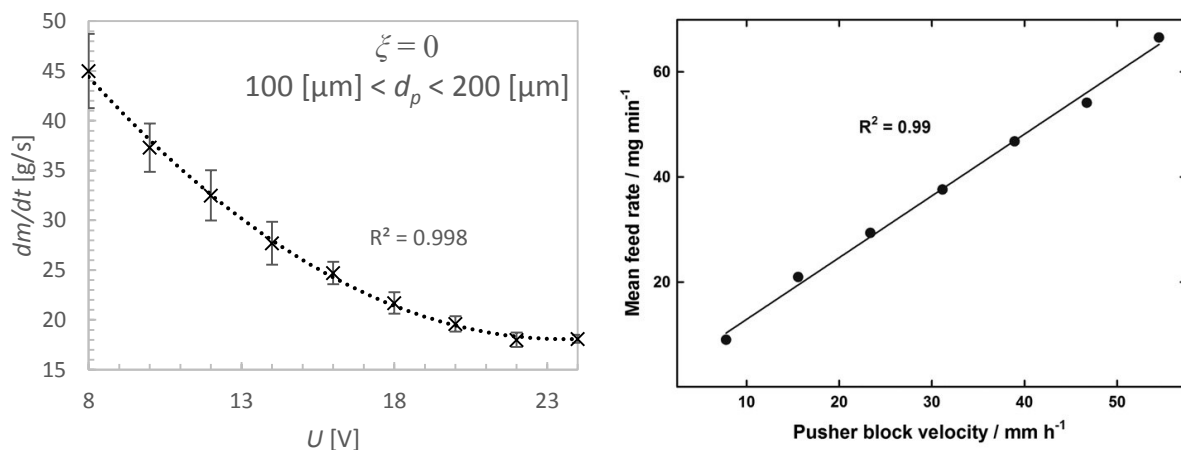 50
45
40
35
30
25
20
15
dm/dt [g/s]
ξ = 0
100 [µm] < dₚ < 200 [µm]
R² = 0.998
8
13
18
23
U [V]
60
40
20
Mean feed rate / mg min⁻¹
R² = 0.99
10
20
30
40
50
Pusher block velocity / mm h⁻¹